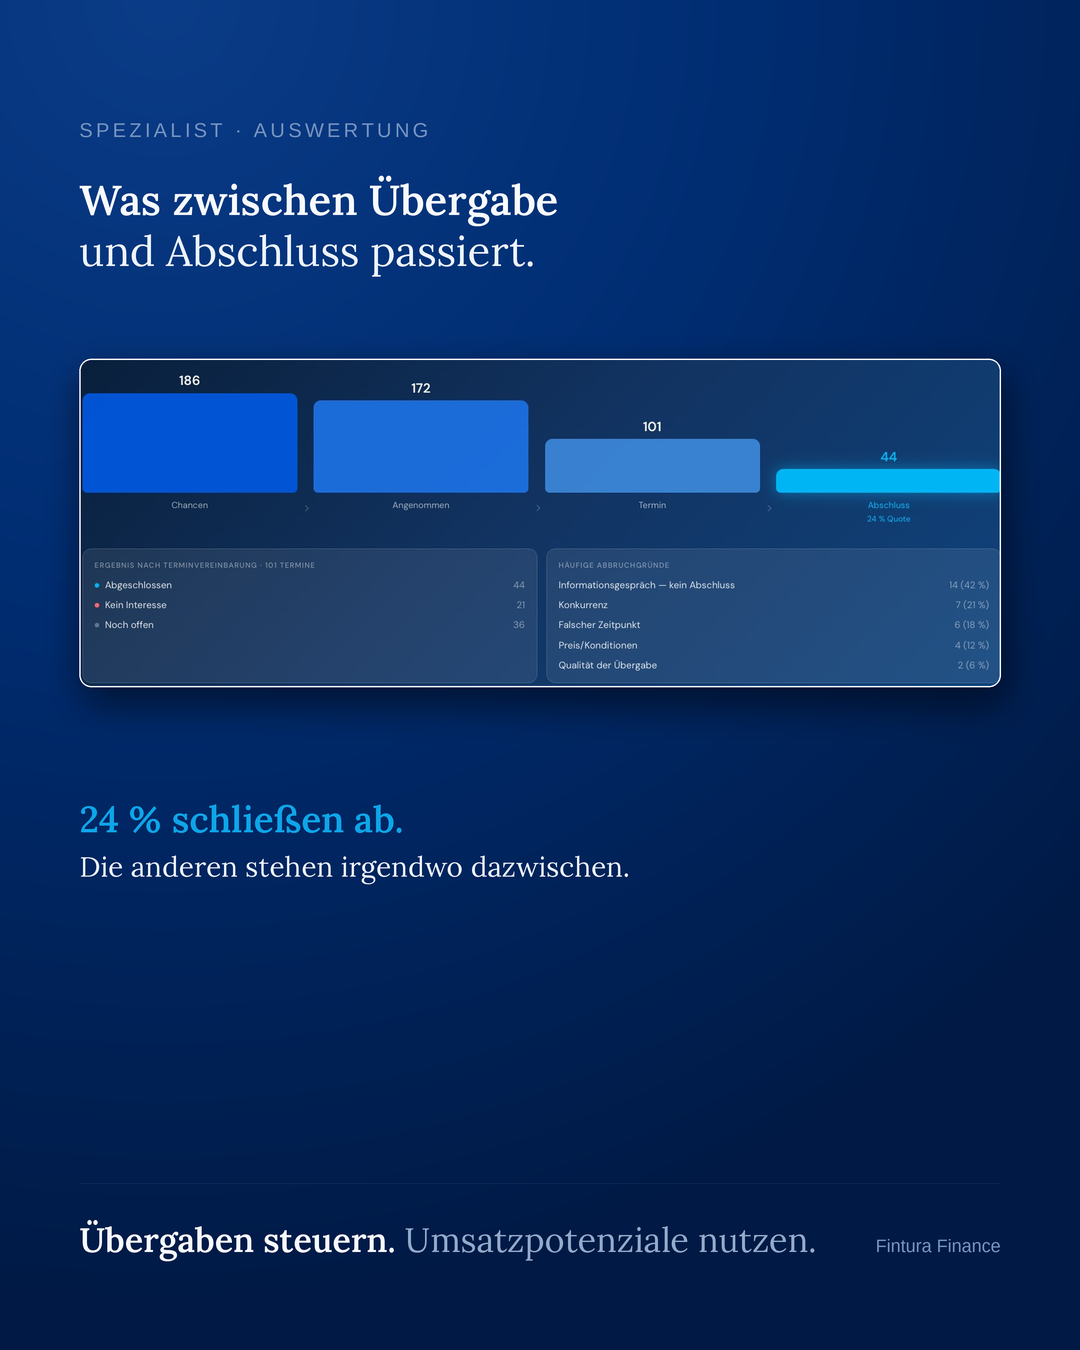 SPEZIALIST · AUSWERTUNG
Was zwischen Übergabe
und Abschluss passiert.
186
172
101
44
Chancen
›
Angenommen
›
Termin
›
Abschluss
24 % Quote
ERGEBNIS NACH TERMINVEREINBARUNG · 101 TERMINE
Abgeschlossen 44
Kein Interesse 21
Noch offen 36
HÄUFIGE ABBRUCHGRÜNDE
Informationsgespräch — kein Abschluss 14 (42 %)
Konkurrenz 7 (21 %)
Falscher Zeitpunkt 6 (18 %)
Preis/Konditionen 4 (12 %)
Qualität der Übergabe 2 (6 %)
24 % schließen ab.
Die anderen stehen irgendwo dazwischen.
Übergaben steuern. Umsatzpotenziale nutzen.
Fintura Finance